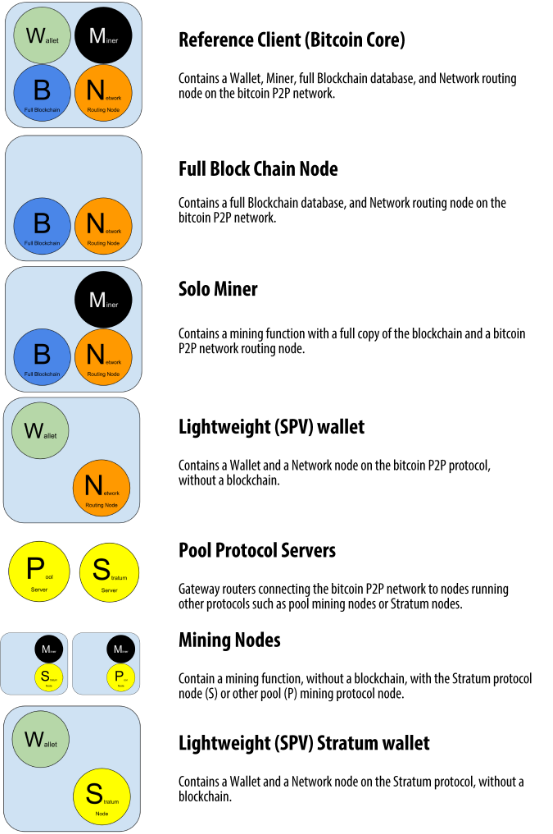 Wallet
Miner
B
Full Blockchain
Network
Routing Node
Reference Client (Bitcoin Core)
Contains a Wallet, Miner, full Blockchain database, and Network routing
node on the bitcoin P2P network.
B
Full Blockchain
Network
Routing Node
Full Block Chain Node
Contains a full Blockchain database, and Network routing node on the
bitcoin P2P network.
Miner
B
Full Blockchain
Network
Routing Node
Solo Miner
Contains a mining function with a full copy of the blockchain and a bitcoin
P2P network routing node.
Wallet
Network
Routing Node
Lightweight (SPV) wallet
Contains a Wallet and a Network node on the bitcoin P2P protocol,
without a blockchain.
Pool
Server
Stratum
Server
Pool Protocol Servers
Gateway routers connecting the bitcoin P2P network to nodes running
other protocols such as pool mining nodes or Stratum nodes.
Miner
S
Miner
P
Mining Nodes
Contain a mining function, without a blockchain, with the Stratum protocol
node (S) or other pool (P) mining protocol node.
Wallet
Stratum
Node
Lightweight (SPV) Stratum wallet
Contains a Wallet and a Network node on the Stratum protocol, without a
blockchain.